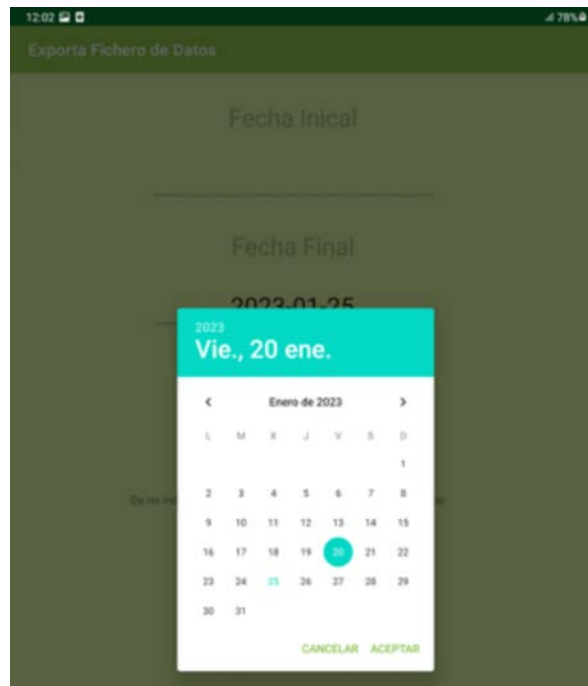 12:02
78%
Exporta Fichero de Datos
Fecha Inical
Fecha Final
2023-01-25
2023
Vie., 20 ene.
Enero de 2023
L M X J V S D
1
2 3 4 5 6 7 8
9 10 11 12 13 14 15
16 17 18 19 20 21 22
23 24 25 26 27 28 29
30 31
De no
CANCELAR ACEPTAR